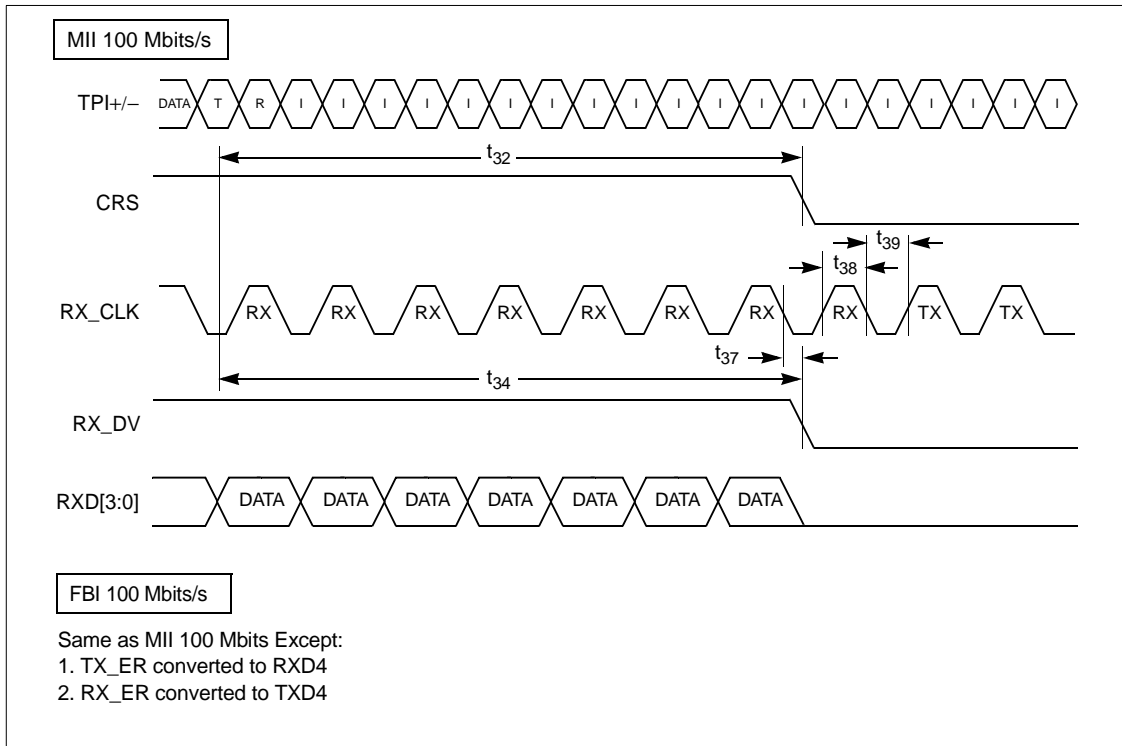 MII 100 Mbits/s
TPI+/− DATA T R I I I I I I I I I I I I I I I I I I I
t32
CRS
t39
t38
RX_CLK RX RX RX RX RX RX RX RX TX TX
t37
t34
RX_DV
RXD[3:0] DATA DATA DATA DATA DATA DATA DATA
FBI 100 Mbits/s
Same as MII 100 Mbits Except:
1. TX_ER converted to RXD4
2. RX_ER converted to TXD4